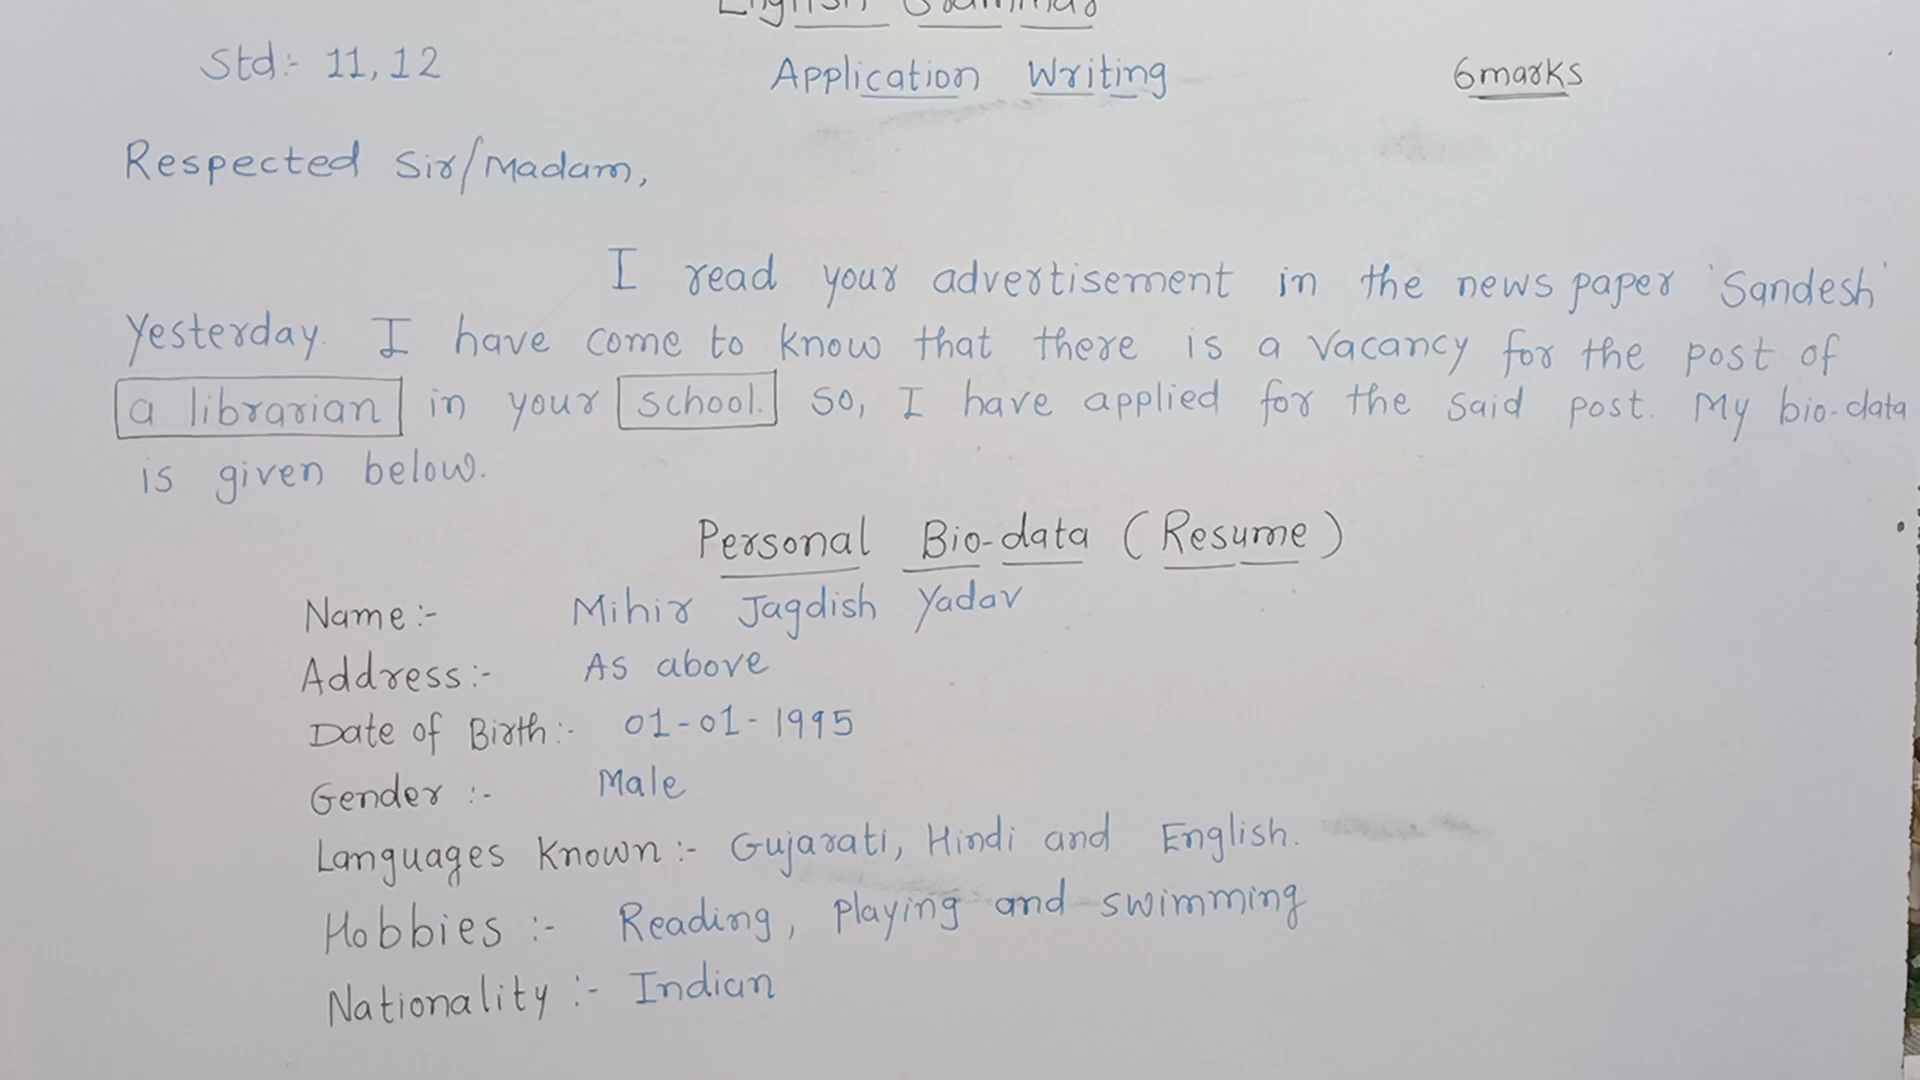 English Grammar
Std:- 11, 12 Application Writing 6marks
Respected Sir/Madam,
I read your advertisement in the news paper 'Sandesh'
Yesterday. I have come to know that there is a vacancy for the post of
a librarian in your school. So, I have applied for the said post. My bio-data
is given below.
Personal Bio-data (Resume)
Name:- Mihir Jagdish Yadav
Address:- As above
Date of Birth:- 01-01-1995
Gender :- Male
Languages Known:- Gujarati, Hindi and English.
Hobbies :- Reading, Playing and swimming
Nationality :- Indian